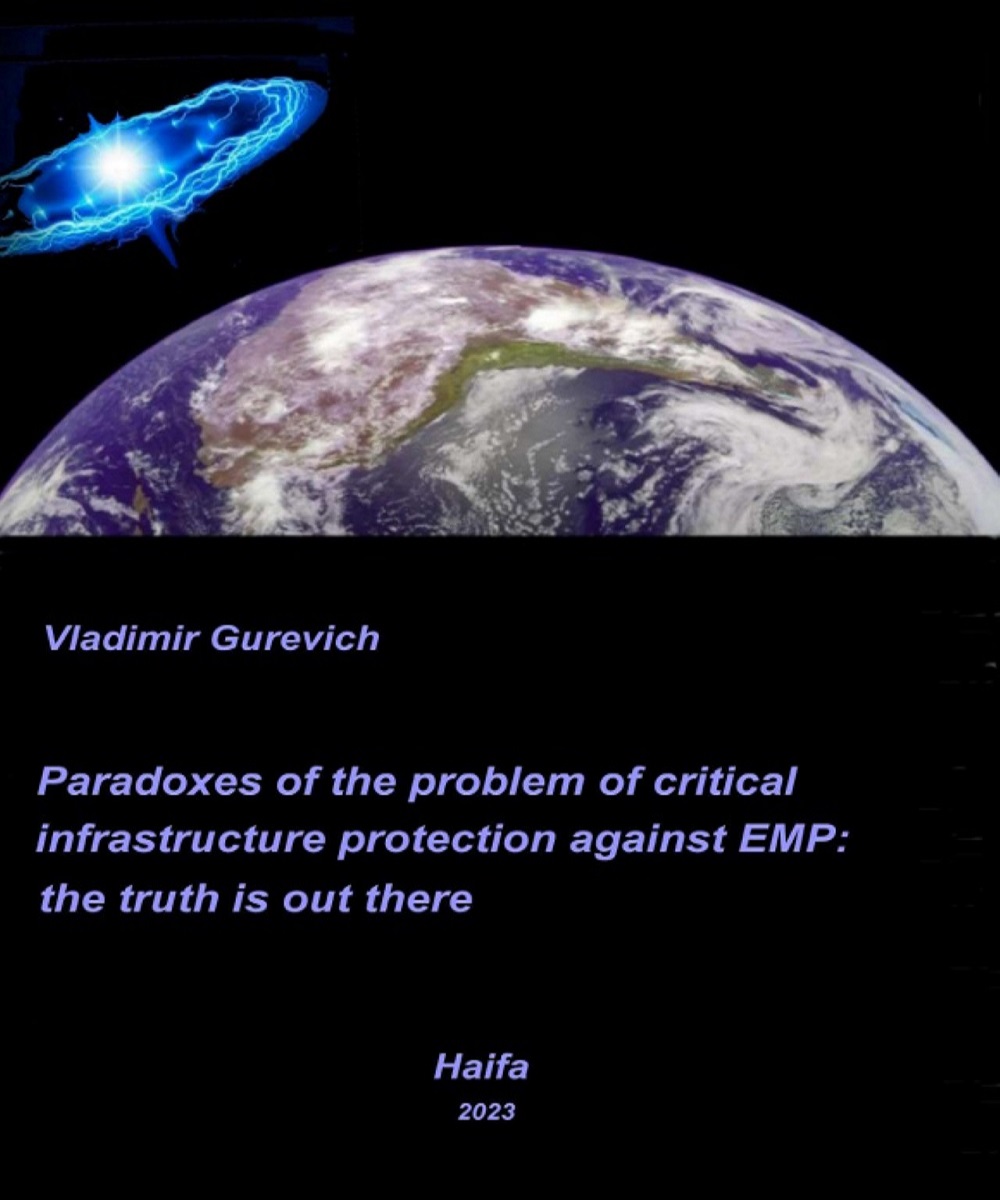 Vladimir Gurevich
Paradoxes of the problem of critical
infrastructure protection against EMP:
the truth is out there
Haifa
2023